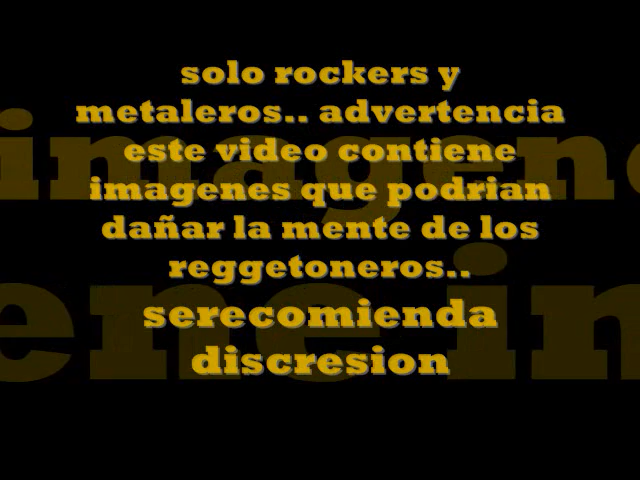 solo rockers y
metaleros.. advertencia
este video contiene
imagenes que podrian
dañar la mente de los
reggetoneros..
serecomienda
discresion